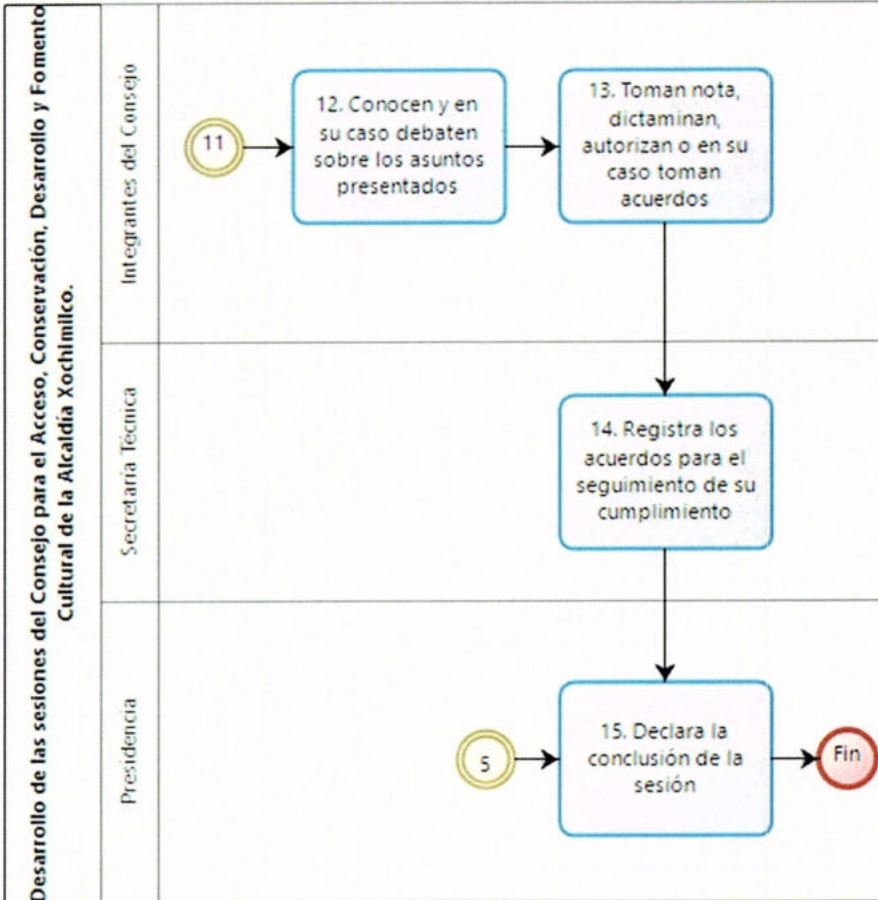 Desarrollo de las sesiones del Consejo para el Acceso, Conservación, Desarrollo y Fomento
Cultural de la Alcaldía Xochimilco.
Integrantes del Consejo
11
12. Conocen y en
su caso debaten
sobre los asuntos
presentados
13. Toman nota,
dictaminan,
autorizan o en su
caso toman
acuerdos
Secretaría Técnica
14. Registra los
acuerdos para el
seguimiento de su
cumplimiento
Presidencia
5
15. Declara la
conclusión de la
sesión
Fin